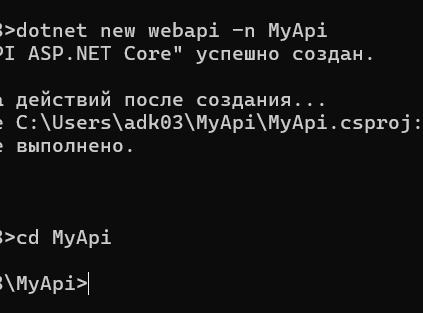 3>dotnet new webapi -n MyApi
PI ASP.NET Core" успешно создан.
а действий после создания...
е C:\Users\adk03\MyApi\MyApi.csproj:
е выполнено.
3>cd MyApi
3\MyApi>